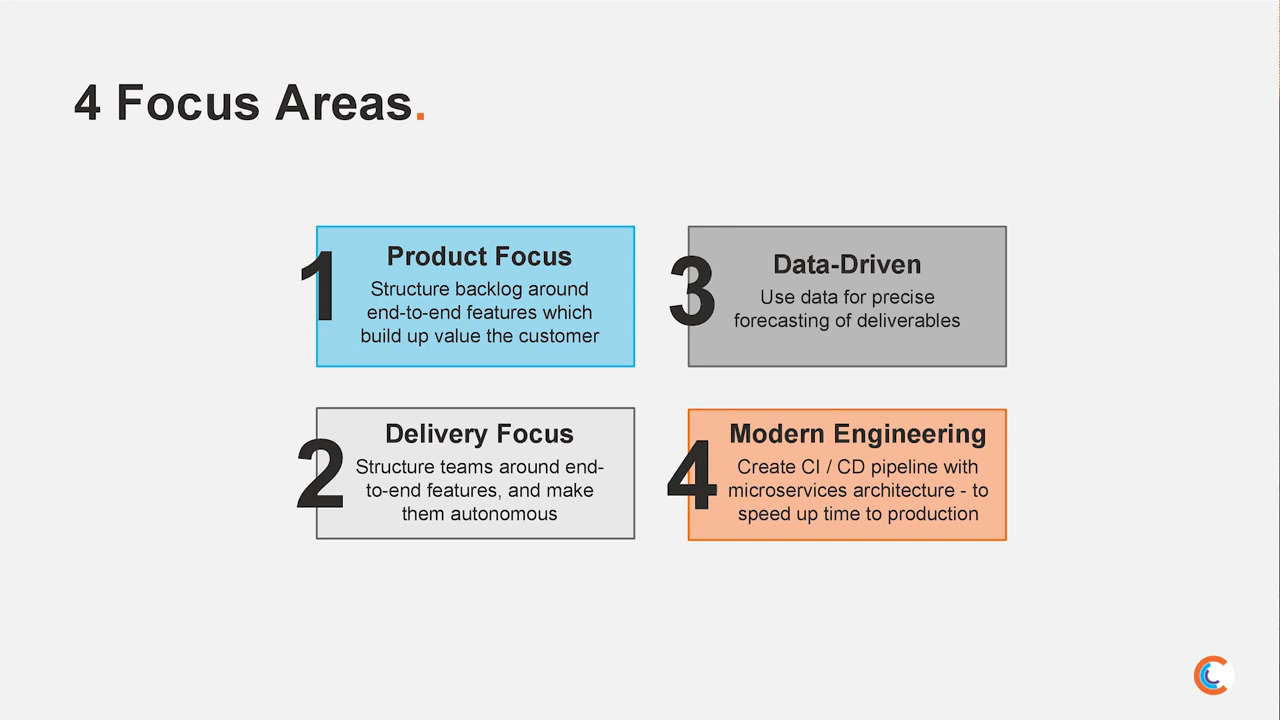 4 Focus Areas.
1
Product Focus
Structure backlog around
end-to-end features which
build up value the customer
2
Delivery Focus
Structure teams around end-
to-end features, and make
them autonomous
3
Data-Driven
Use data for precise
forecasting of deliverables
4
Modern Engineering
Create CI / CD pipeline with
microservices architecture - to
speed up time to production